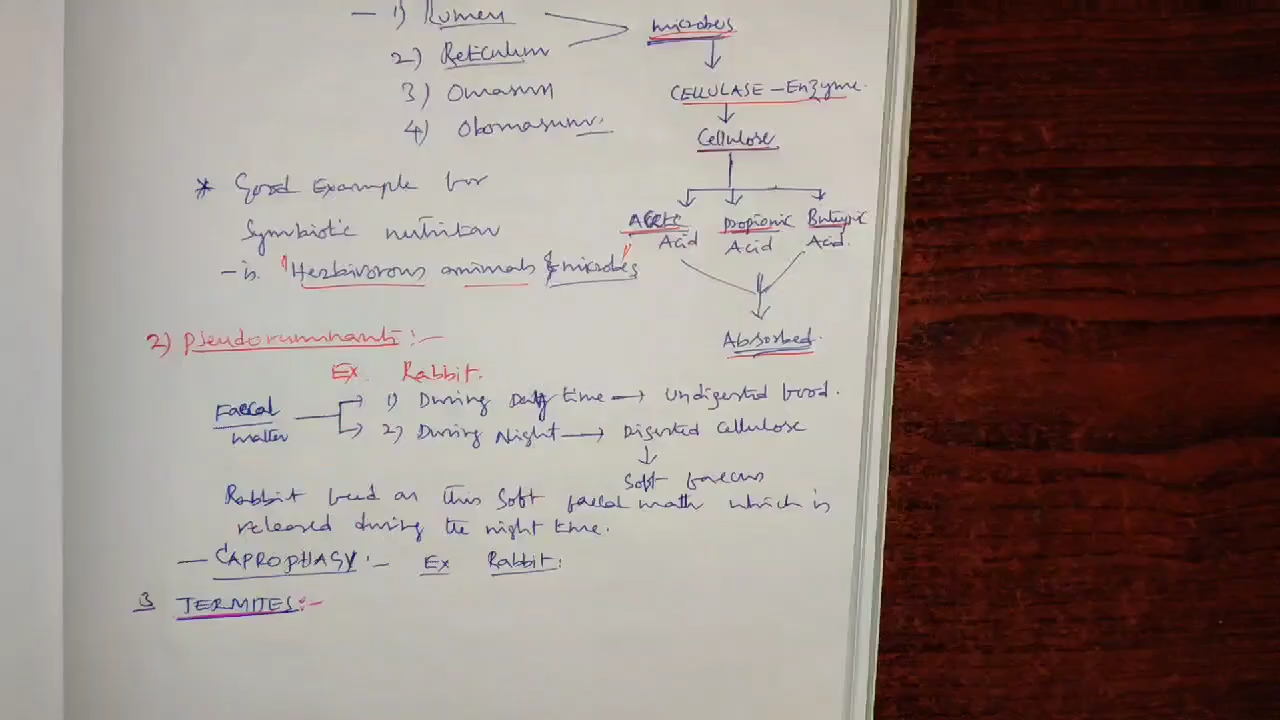 — 1) Rumen
2) Reticulum
3) Omasum
4) Obomasum.
microbes
CELLULASE – Enzyme.
Cellulose
Acetic Acid
propionic Acid
Butyric Acid.
Absorbed.
* Good Example for
Symbiotic nutrition
– is "Herbivorous animals & microbes"
2) Pseudoruminants :-
Ex. Rabbit.
Faecal matter
1) During Day time → Undigested food.
2) During Night → Digested cellulose
Soft faecus
Rabbit feed on this soft faecal matter which is
released during the night time.
— CAPROPHAGY :- Ex Rabbit:
3 TERMITES :-